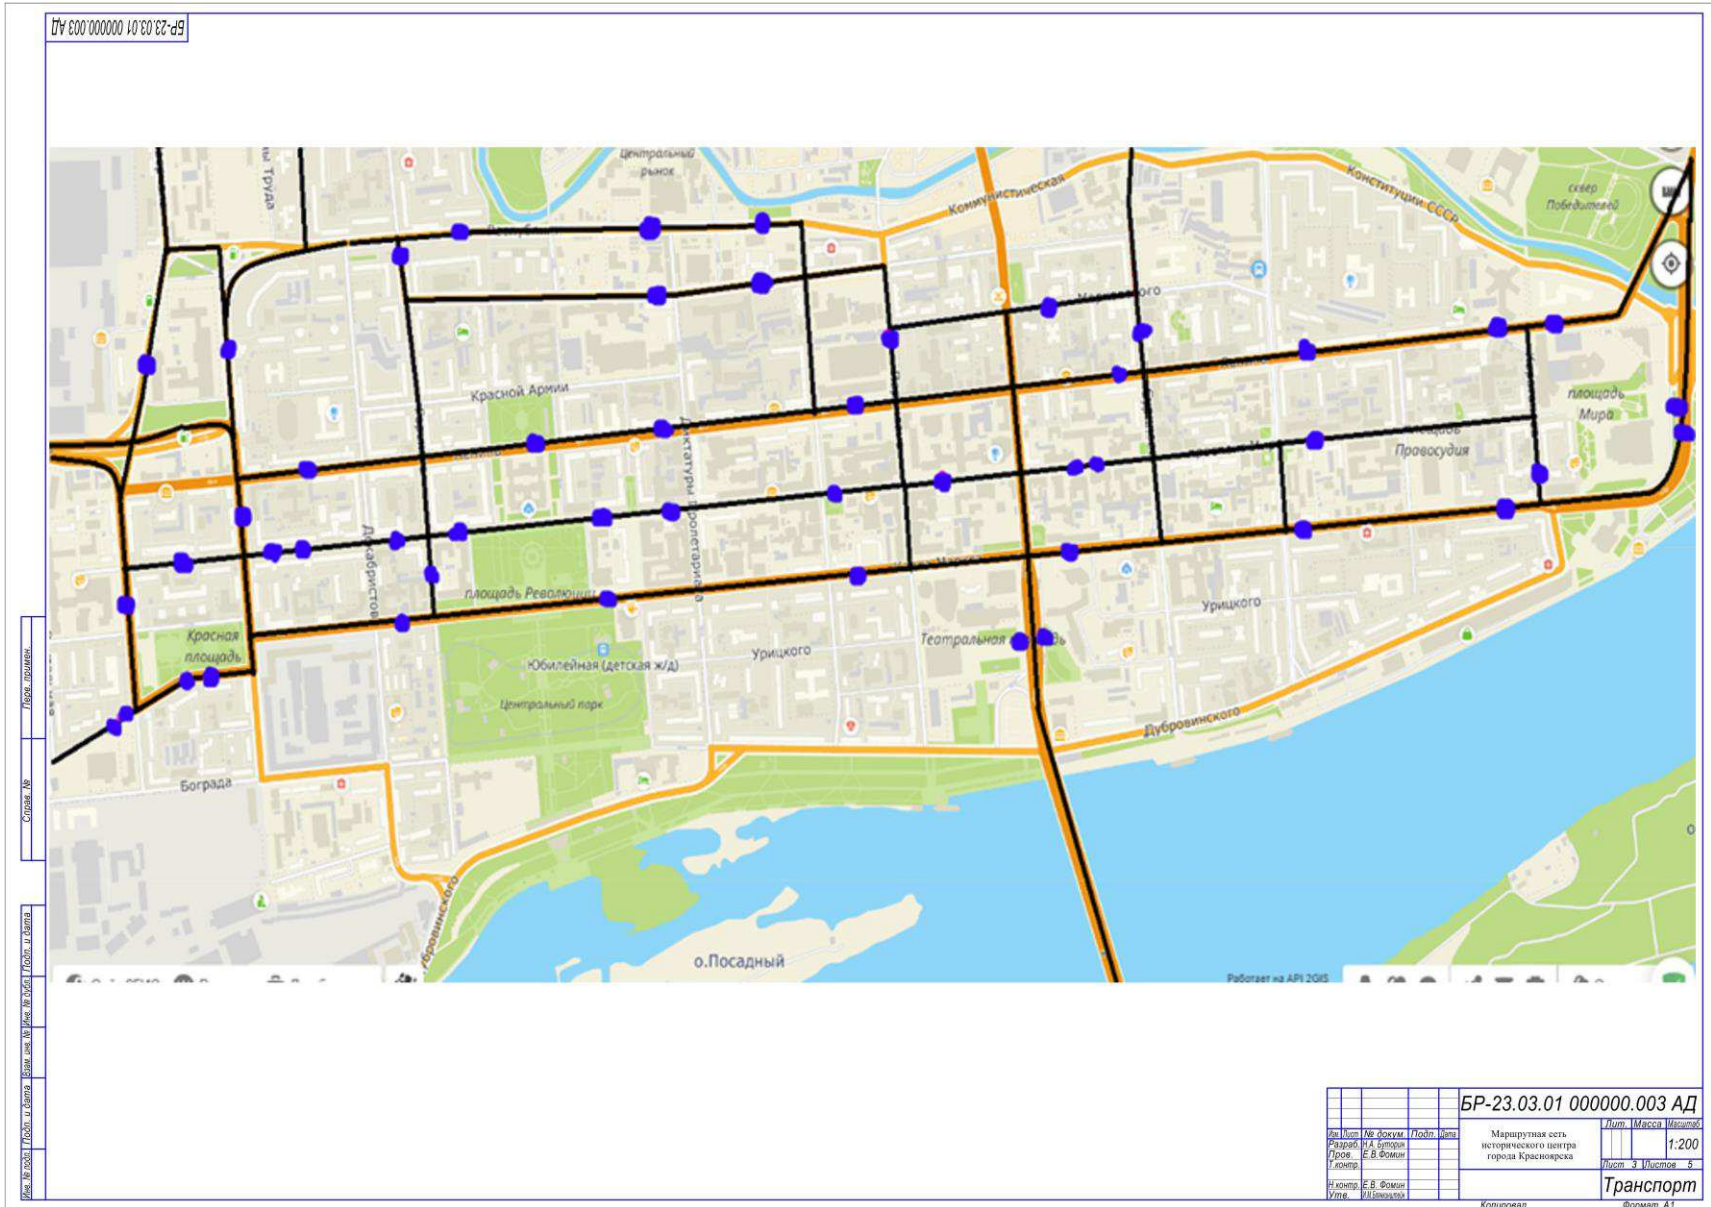 БР-23.03.01 000000.003 АД
Центральный
рынок
Коммунистическая
Конституции СССР
сквер
Победителей
Красной Армии
площадь
Мира
Правосудия
Диктатуры Пролетариата
Декабристов
площадь Революции
Красная
площадь
Юбилейная (детская ж/д)
Урицкого
Театральная
Урицкого
Центральный парк
Дубровинского
Бограда
о.Посадный
Работает на API 2GIS
Перв. примен.
Справ. №
Подп. и дата
Инв. № дубл.
Взам. инв. №
Подп. и дата
Инв. № подл.
БР-23.03.01 000000.003 АД
Изм. Лист № докум. Подп. Дата
Разраб.
Пров. Е.В.Фомин
Т.контр.
Н.контр. Е.В. Фомин
Утв.
Маршрутная сеть
исторического центра
города Красноярска
Лит. Масса Масштаб
1:200
Лист 3 Листов 5
Транспорт
Копировал
Формат А1